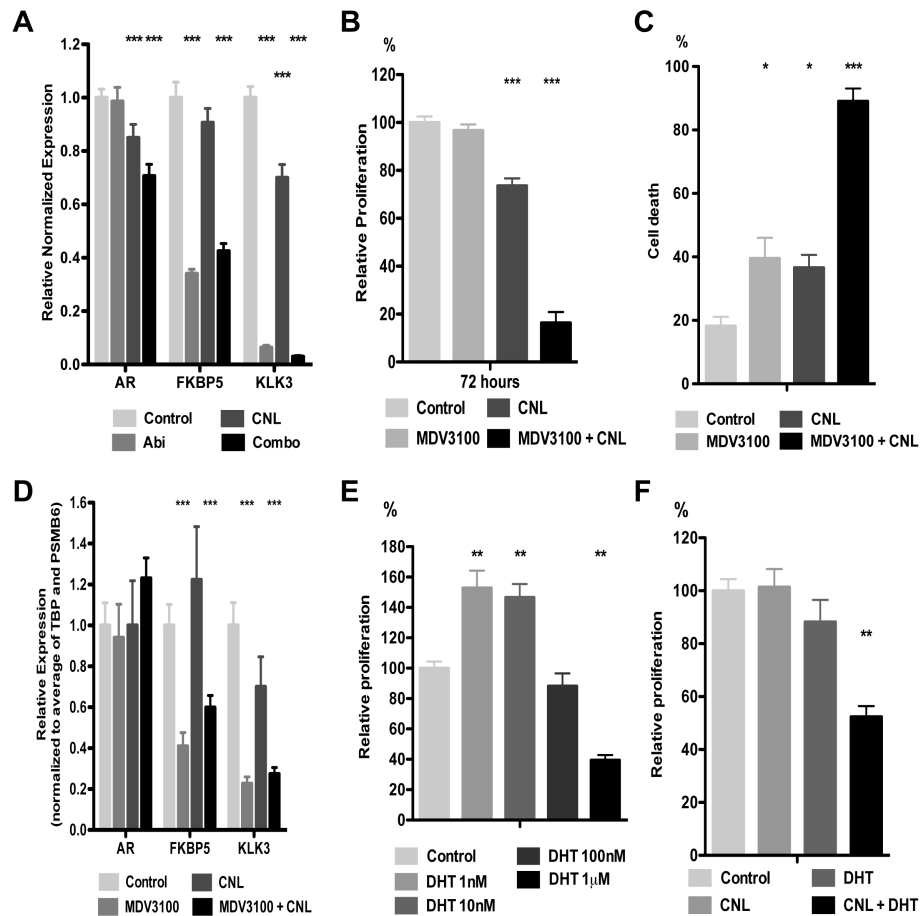 A
*** *** *** *** *** ***
***
Relative Normalized Expression
1.2
1.0
0.8
0.6
0.4
0.2
0.0
AR FKBP5 KLK3
Control CNL
Abi Combo
B
%
*** ***
Relative Proliferation
120
100
80
60
40
20
0
72 hours
Control CNL
MDV3100 MDV3100 + CNL
C
%
* * ***
Cell death
100
80
60
40
20
0
Control CNL
MDV3100 MDV3100 + CNL
D
*** *** *** ***
Relative Expression
(normalized to average of TBP and PSMB6)
1.6
1.4
1.2
1.0
0.8
0.6
0.4
0.2
0.0
AR FKBP5 KLK3
Control CNL
MDV3100 MDV3100 + CNL
E
%
** ** **
Relative proliferation
180
160
140
120
100
80
60
40
20
0
Control DHT 100nM
DHT 1nM DHT 1µM
DHT 10nM
F
%
**
Relative proliferation
120
100
80
60
40
20
0
Control DHT
CNL CNL + DHT